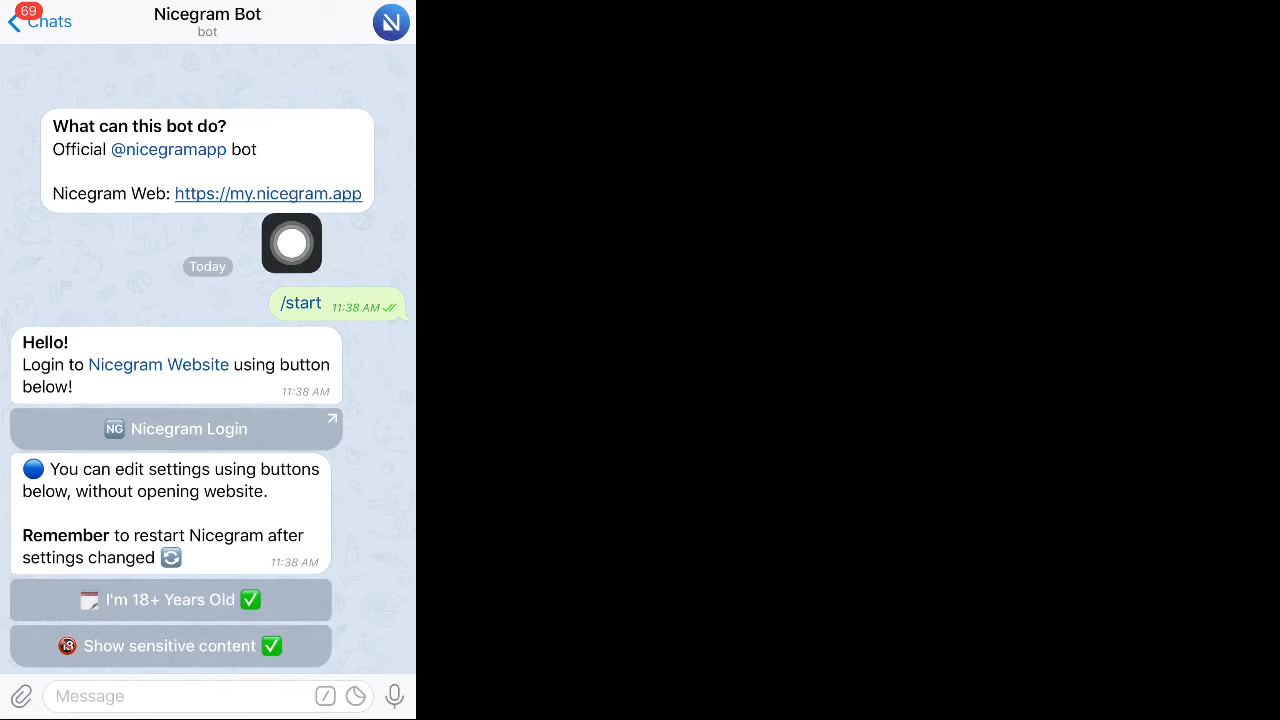 69
Chats
Nicegram Bot
bot
What can this bot do?
Official @nicegramapp bot
Nicegram Web: https://my.nicegram.app
Today
/start 11:38 AM
Hello!
Login to Nicegram Website using button
below!
11:38 AM
NG Nicegram Login
You can edit settings using buttons
below, without opening website.
Remember to restart Nicegram after
settings changed
11:38 AM
I'm 18+ Years Old
18 Show sensitive content
Message